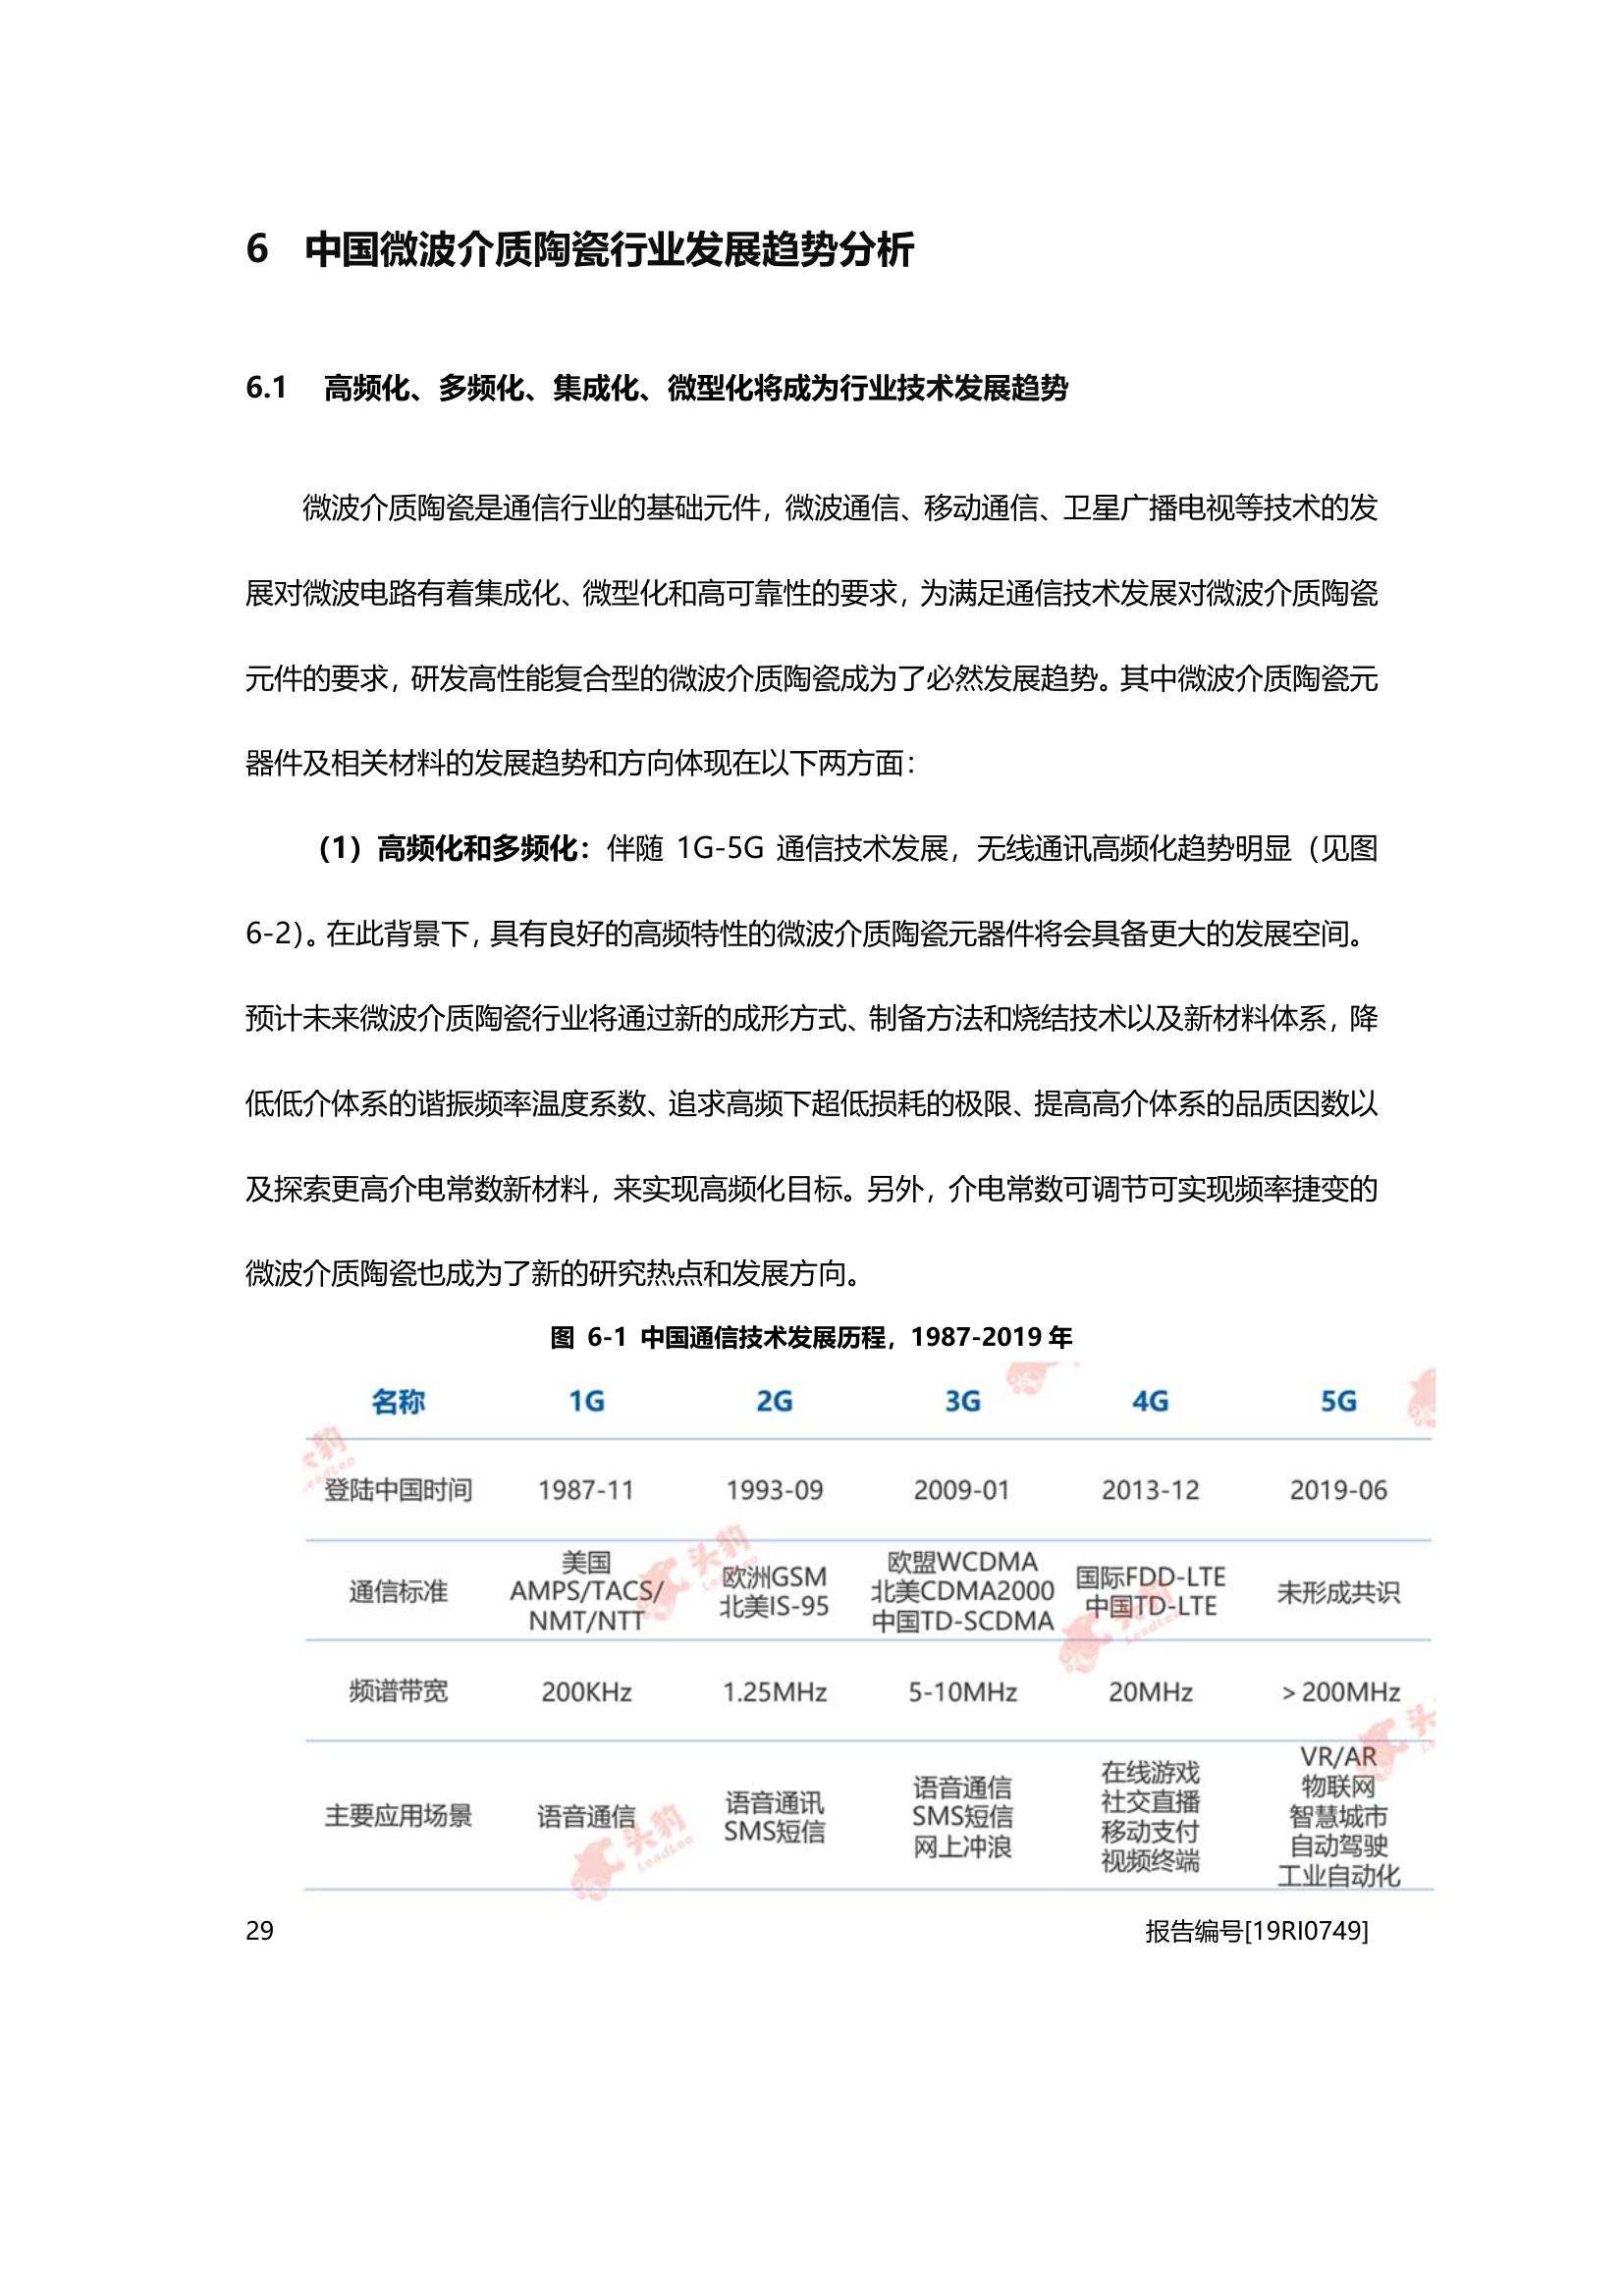 6 中国微波介质陶瓷行业发展趋势分析
6.1 高频化、多频化、集成化、微型化将成为行业技术发展趋势
微波介质陶瓷是通信行业的基础元件，微波通信、移动通信、卫星广播电视等技术的发
展对微波电路有着集成化、微型化和高可靠性的要求，为满足通信技术发展对微波介质陶瓷
元件的要求，研发高性能复合型的微波介质陶瓷成为了必然发展趋势。其中微波介质陶瓷元
器件及相关材料的发展趋势和方向体现在以下两方面：
（1）高频化和多频化：伴随 1G-5G 通信技术发展，无线通讯高频化趋势明显（见图
6-2）。在此背景下，具有良好的高频特性的微波介质陶瓷元器件将会具备更大的发展空间。
预计未来微波介质陶瓷行业将通过新的成形方式、制备方法和烧结技术以及新材料体系，降
低低介体系的谐振频率温度系数、追求高频下超低损耗的极限、提高高介体系的品质因数以
及探索更高介电常数新材料，来实现高频化目标。另外，介电常数可调节可实现频率捷变的
微波介质陶瓷也成为了新的研究热点和发展方向。
图 6-1 中国通信技术发展历程，1987-2019 年
名称 1G 2G 3G 4G 5G
登陆中国时间 1987-11 1993-09 2009-01 2013-12 2019-06
通信标准
美国
AMPS/TACS/
NMT/NTT
欧洲GSM
北美IS-95
欧盟WCDMA
北美CDMA2000
中国TD-SCDMA
国际FDD-LTE
中国TD-LTE
未形成共识
频谱带宽 200KHz 1.25MHz 5-10MHz 20MHz ＞200MHz
主要应用场景
语音通信
语音通讯
SMS短信
语音通信
SMS短信
网上冲浪
在线游戏
社交直播
移动支付
视频终端
VR/AR
物联网
智慧城市
自动驾驶
工业自动化
头豹
LeadLeo
头豹
LeadLeo
头豹
LeadLeo
29 报告编号[19RI0749]